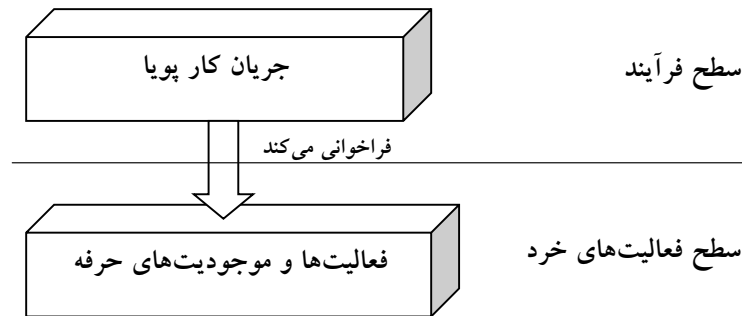 سطح فرآیند
جریان کار پویا
فراخوانی می‌کند
سطح فعالیت‌های خرد
فعالیت‌ها و موجودیت‌های حرفه